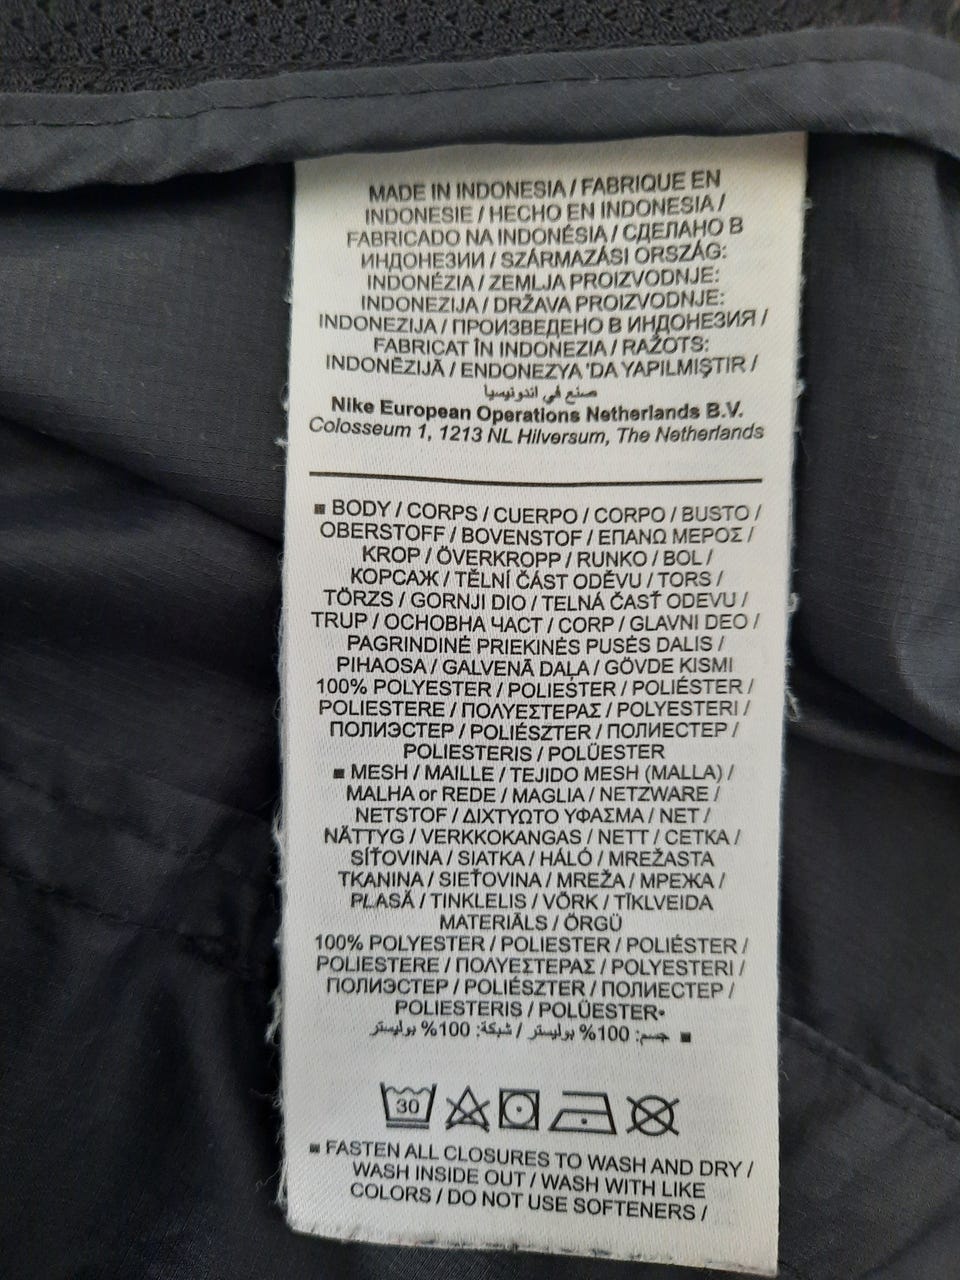 MADE IN INDONESIA / FABRIQUE EN
INDONESIE / HECHO EN INDONESIA /
FABRICADO NA INDONÉSIA / СДЕЛАНО В
ИНДОНЕЗИИ / SZÁRMAZÁSI ORSZÁG:
INDONÉZIA / ZEMLJA PROIZVODNJE:
INDONEZIJA / DRŽAVA PROIZVODNJE:
INDONEZIJA / ПРОИЗВЕДЕНО В ИНДОНЕЗИЯ /
FABRICAT ÎN INDONEZIA / RAŽOTS:
INDONĒZIJĀ / ENDONEZYA 'DA YAPILMIŞTIR /
صنع في اندونيسيا
Nike European Operations Netherlands B.V.
Colosseum 1, 1213 NL Hilversum, The Netherlands
■ BODY / CORPS / CUERPO / CORPO / BUSTO /
OBERSTOFF / BOVENSTOF / ΕΠΑΝΩ ΜΕΡΟΣ /
KROP / ÖVERKROPP / RUNKO / BOL /
КОРСАЖ / TĚLNÍ ČÁST ODĚVU / TORS /
TÖRZS / GORNJI DIO / TELNÁ ČASŤ ODEVU /
TRUP / ОСНОВНА ЧАСТ / CORP / GLAVNI DEO /
PAGRINDINĖ PRIEKINĖS PUSĖS DALIS /
PIHAOSA / GALVENĀ DAĻA / GÖVDE KISMI
100% POLYESTER / POLIESTER / POLIÉSTER /
POLIESTERE / ΠΟΛΥΕΣΤΕΡΑΣ / POLYESTERI /
ПОЛИЭСТЕР / POLIÉSZTER / ПОЛИЕСТЕР /
POLIESTERIS / POLÜESTER
■ MESH / MAILLE / TEJIDO MESH (MALLA) /
MALHA or REDE / MAGLIA / NETZWARE /
NETSTOF / ΔΙΧΤΥΩΤΟ ΥΦΑΣΜΑ / NET /
NÄTTYG / VERKKOKANGAS / NETT / СЕТКА /
SÍŤOVINA / SIATKA / HÁLÓ / MREŽASTA
TKANINA / SIEŤOVINA / MREŽA / МРЕЖА /
PLASĂ / TINKLELIS / VÕRK / TĪKLVEIDA
MATERIĀLS / ÖRGÜ
100% POLYESTER / POLIESTER / POLIÉSTER /
POLIESTERE / ΠΟΛΥΕΣΤΕΡΑΣ / POLYESTERI /
ПОЛИЭСТЕР / POLIÉSZTER / ПОЛИЕСТЕР /
POLIESTERIS / POLÜESTER•
■ جسم: 100% بوليستر / شبكة: 100% بوليستر
30
■ FASTEN ALL CLOSURES TO WASH AND DRY /
WASH INSIDE OUT / WASH WITH LIKE
COLORS / DO NOT USE SOFTENERS /